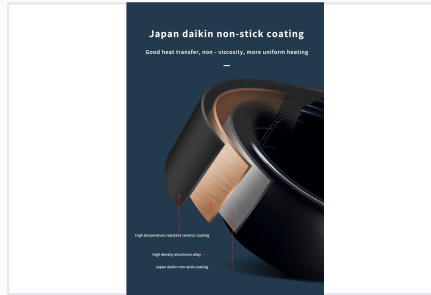 Japan daikin non-stick coating
Good heat transfer, non - viscosity, more uniform heating
High temperature resistant ceramic coating
High density aluminum alloy
Japan daikin non-stick coating